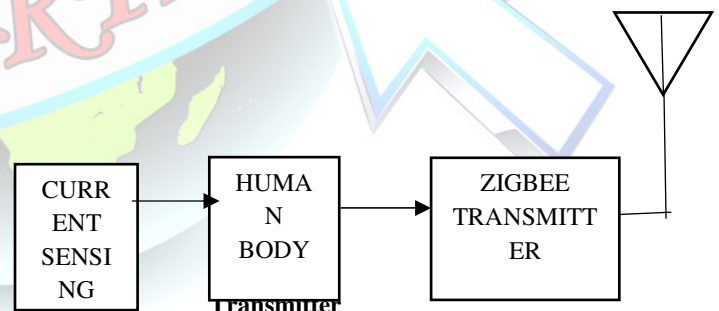 CURR
ENT
SENSI
NG
HUMA
N
BODY
ZIGBEE
TRANSMITT
ER
Transmitter